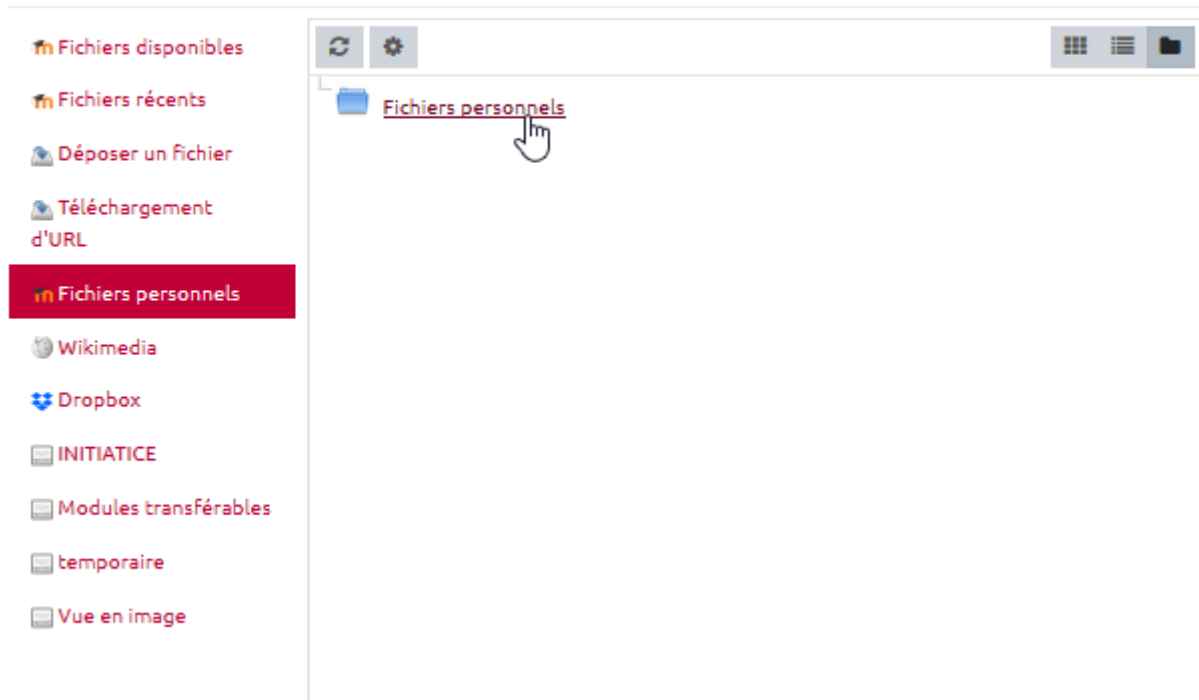 Fichiers disponibles
Fichiers récents
Déposer un fichier
Téléchargement
d'URL
Fichiers personnels
Wikimedia
Dropbox
INITIATICE
Modules transférables
temporaire
Vue en image
Fichiers personnels